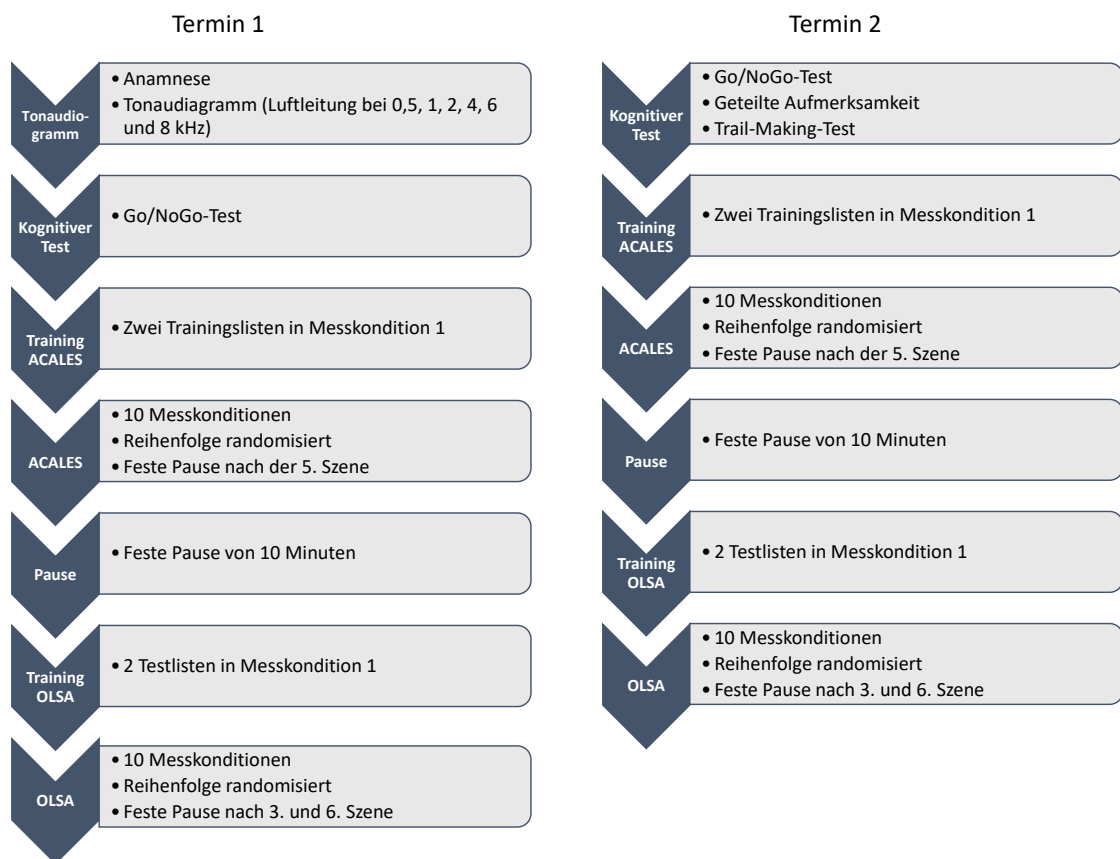 Termin 1
Tonaudio-
gramm
• Anamnese
• Tonaudiagramm (Luftleitung bei 0,5, 1, 2, 4, 6
und 8 kHz)
Kognitiver
Test
• Go/NoGo-Test
Training
ACALES
• Zwei Trainingslisten in Messkondition 1
ACALES
• 10 Messkonditionen
• Reihenfolge randomisiert
• Feste Pause nach der 5. Szene
Pause
• Feste Pause von 10 Minuten
Training
OLSA
• 2 Testlisten in Messkondition 1
OLSA
• 10 Messkonditionen
• Reihenfolge randomisiert
• Feste Pause nach 3. und 6. Szene
Termin 2
Kognitiver
Test
• Go/NoGo-Test
• Geteilte Aufmerksamkeit
• Trail-Making-Test
Training
ACALES
• Zwei Trainingslisten in Messkondition 1
ACALES
• 10 Messkonditionen
• Reihenfolge randomisiert
• Feste Pause nach der 5. Szene
Pause
• Feste Pause von 10 Minuten
Training
OLSA
• 2 Testlisten in Messkondition 1
OLSA
• 10 Messkonditionen
• Reihenfolge randomisiert
• Feste Pause nach 3. und 6. Szene